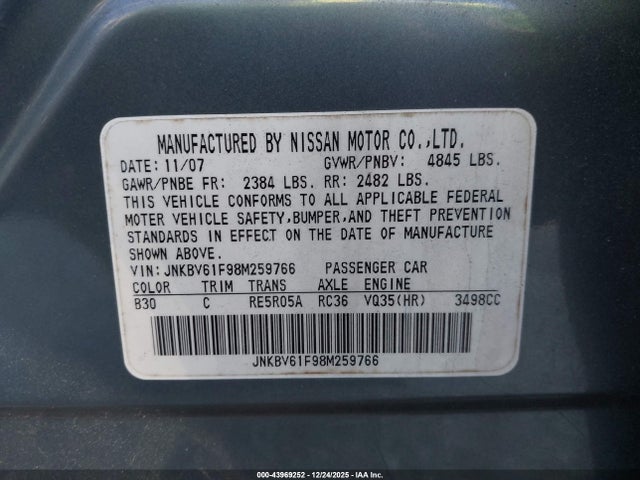 MANUFACTURED BY NISSAN MOTOR CO.,LTD.
DATE: 11/07 GVWR/PNBV: 4845 LBS.
GAWR/PNBE FR: 2384 LBS. RR: 2482 LBS.
THIS VEHICLE CONFORMS TO ALL APPLICABLE FEDERAL
MOTER VEHICLE SAFETY,BUMPER,AND THEFT PREVENTION
STANDARDS IN EFFECT ON THE DATE OF MANUFACTURE
SHOWN ABOVE.
VIN: JNKBV61F98M259766 PASSENGER CAR
COLOR TRIM TRANS AXLE ENGINE
B30 C RE5R05A RC36 VQ35(HR) 3498CC
JNKBV61F98M259766
000-43969252 - 12/24/2025 - IAA Inc.